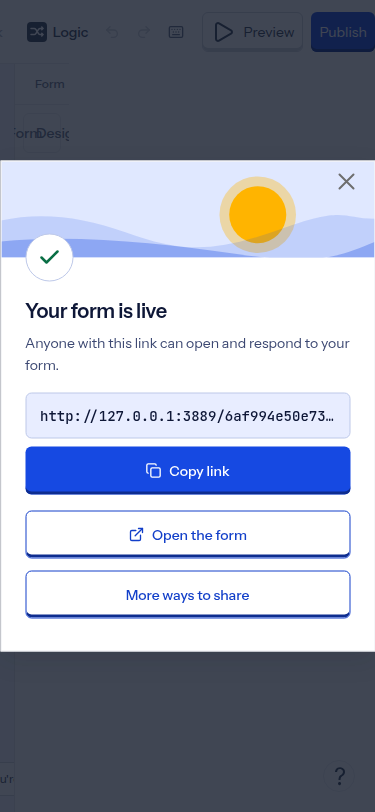 Logic
Preview
Publish
Form
Form
Your form is live
Anyone with this link can open and respond to your
form.
http://127.0.0.1:3889/6af994e50e73…
Copy link
Open the form
More ways to share
?